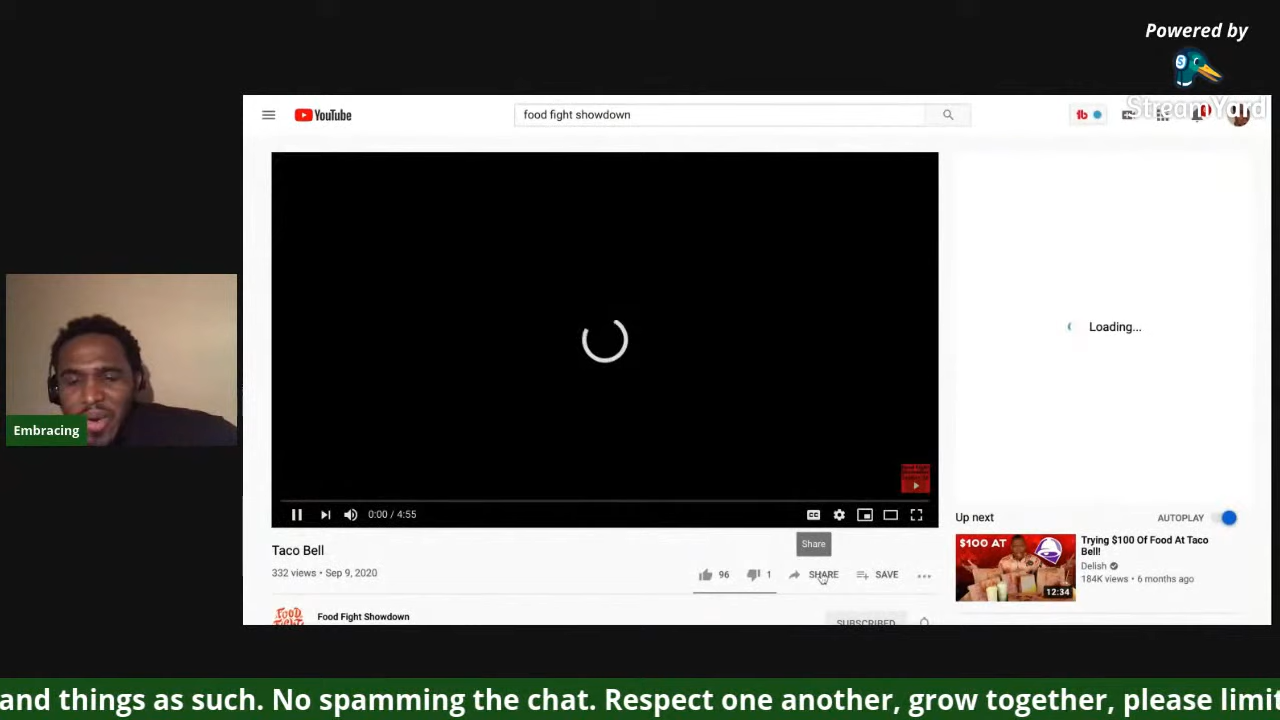 Powered by
StreamYard
YouTube
food fight showdown
fb
Loading...
0:00 / 4:55
CC
Share
Taco Bell
332 views • Sep 9, 2020
96
1
SHARE
SAVE
Food Fight Showdown
SUBSCRIBED
Up next
AUTOPLAY
$100 AT
12:34
Trying $100 Of Food At Taco
Bell!
Delish
184K views • 6 months ago
Embracing
and things as such. No spamming the chat. Respect one another, grow together, please limit